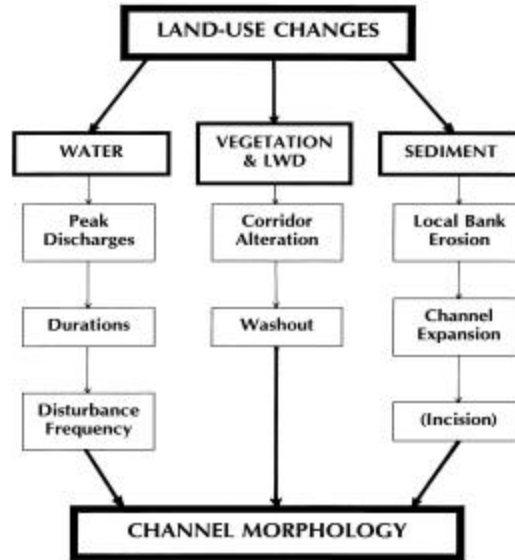 LAND-USE CHANGES
WATER
VEGETATION
& LWD
SEDIMENT
Peak
Discharges
Corridor
Alteration
Local Bank
Erosion
Durations
Washout
Channel
Expansion
Disturbance
Frequency
(Incision)
CHANNEL MORPHOLOGY